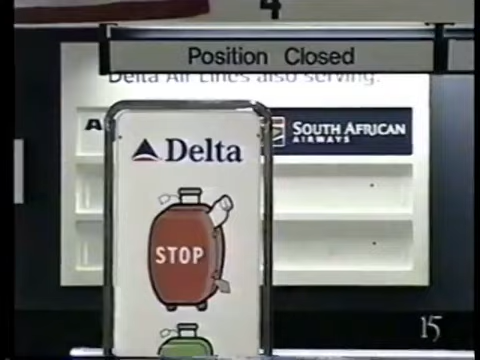 4
Position Closed
Delta Air Lines also serving:
A
SOUTH AFRICAN
AIRWAYS
Delta
STOP
15